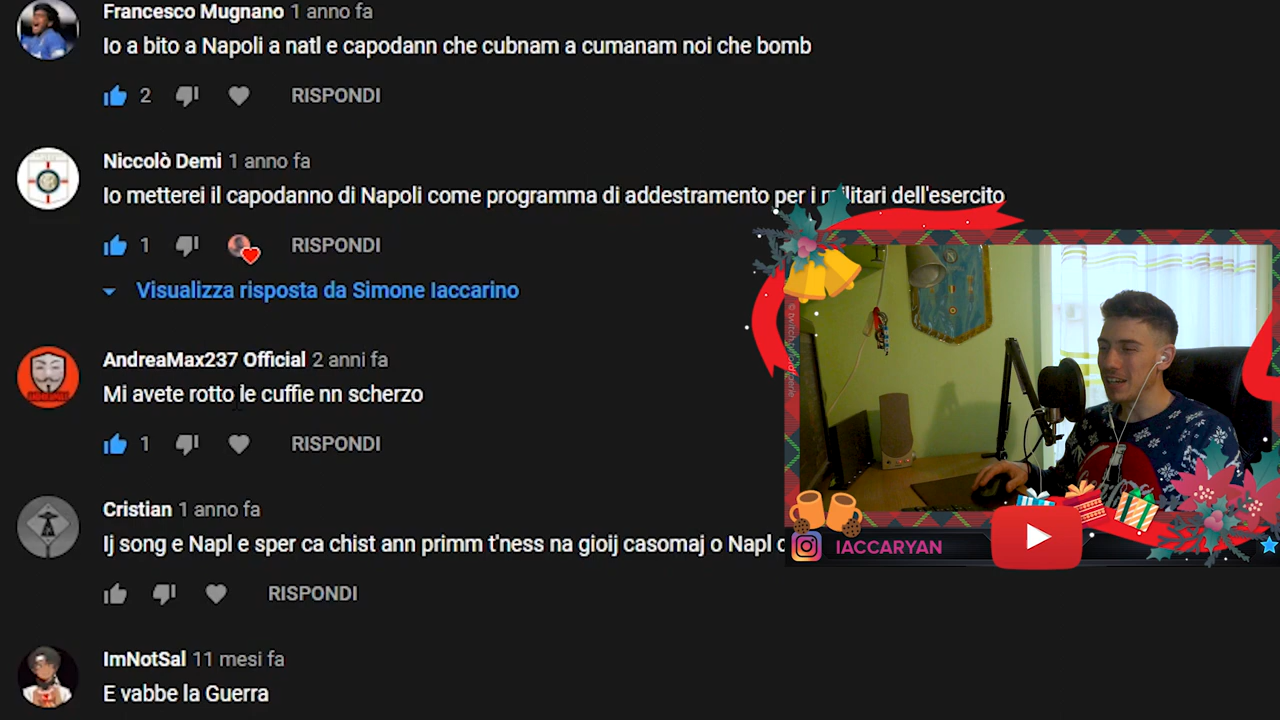 Francesco Mugnano 1 anno fa
Io a bito a Napoli a natl e capodann che cubnam a cumanam noi che bomb
2 RISPONDI
Niccolò Demi 1 anno fa
Io metterei il capodanno di Napoli come programma di addestramento per i militari dell'esercito
1 RISPONDI
Visualizza risposta da Simone Iaccarino
AndreaMax237 Official 2 anni fa
Mi avete rotto le cuffie nn scherzo
1 RISPONDI
Cristian 1 anno fa
Ij song e Napl e sper ca chist ann primm t'ness na gioij casomaj o Napl
RISPONDI
IACCARYAN
ImNotSal 11 mesi fa
E vabbe la Guerra